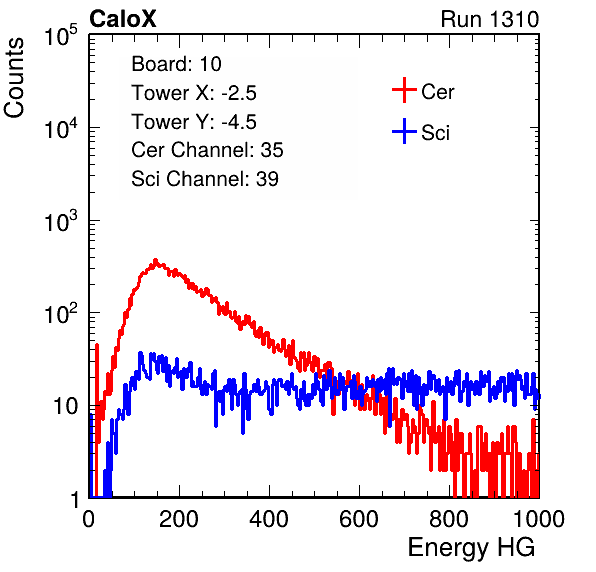 CaloX Run 1310
Counts
Board: 10
Tower X: -2.5
Tower Y: -4.5
Cer Channel: 35
Sci Channel: 39
Cer
Sci
10^5
10^4
10^3
10^2
10
1
0 200 400 600 800 1000
Energy HG